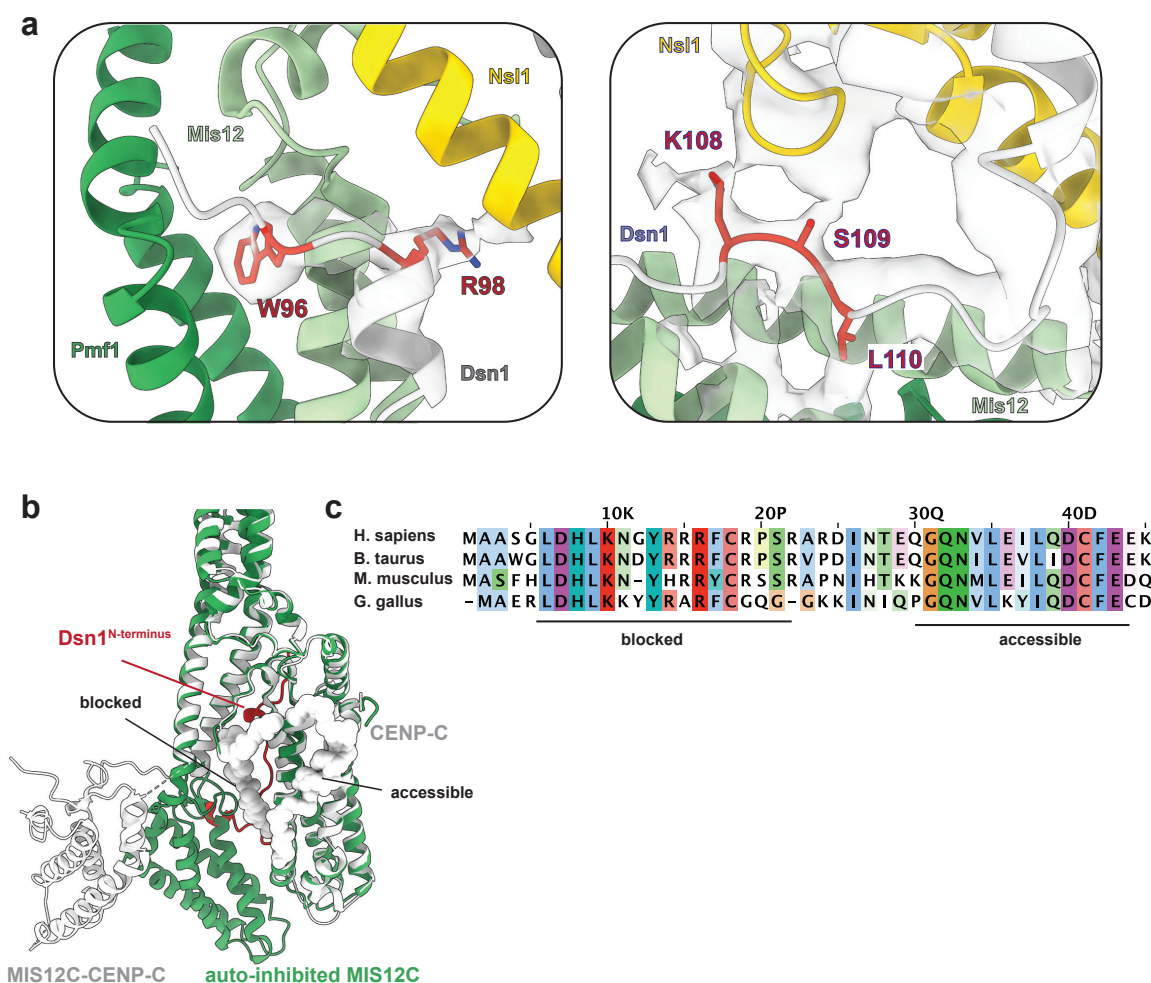 a
Nsl1
Mis12
W96
R98
Pmf1
Dsn1
Nsl1
K108
Dsn1
S109
L110
Mis12
b
Dsn1N-terminus
blocked
CENP-C
accessible
MIS12C-CENP-C
auto-inhibited MIS12C
c
10K 20P 30Q 40D
H. sapiens MAASGLDHLKNGYRRRFCRPSRARDINTEQGQNVLEILQDCFEEK
B. taurus MAAWGLDHLKNDYRRRFCRPSRVPDINTEQGQNILEVLIDCFEEK
M. musculus MASFHLDHLKN-YHRRYCRSSRAPNIHTKKGQNMLEILQDCFEDQ
G. gallus -MAERLDHLKKYYRARFCGQG-GKKINIQPGQNVLKYIQDCFECD
blocked accessible